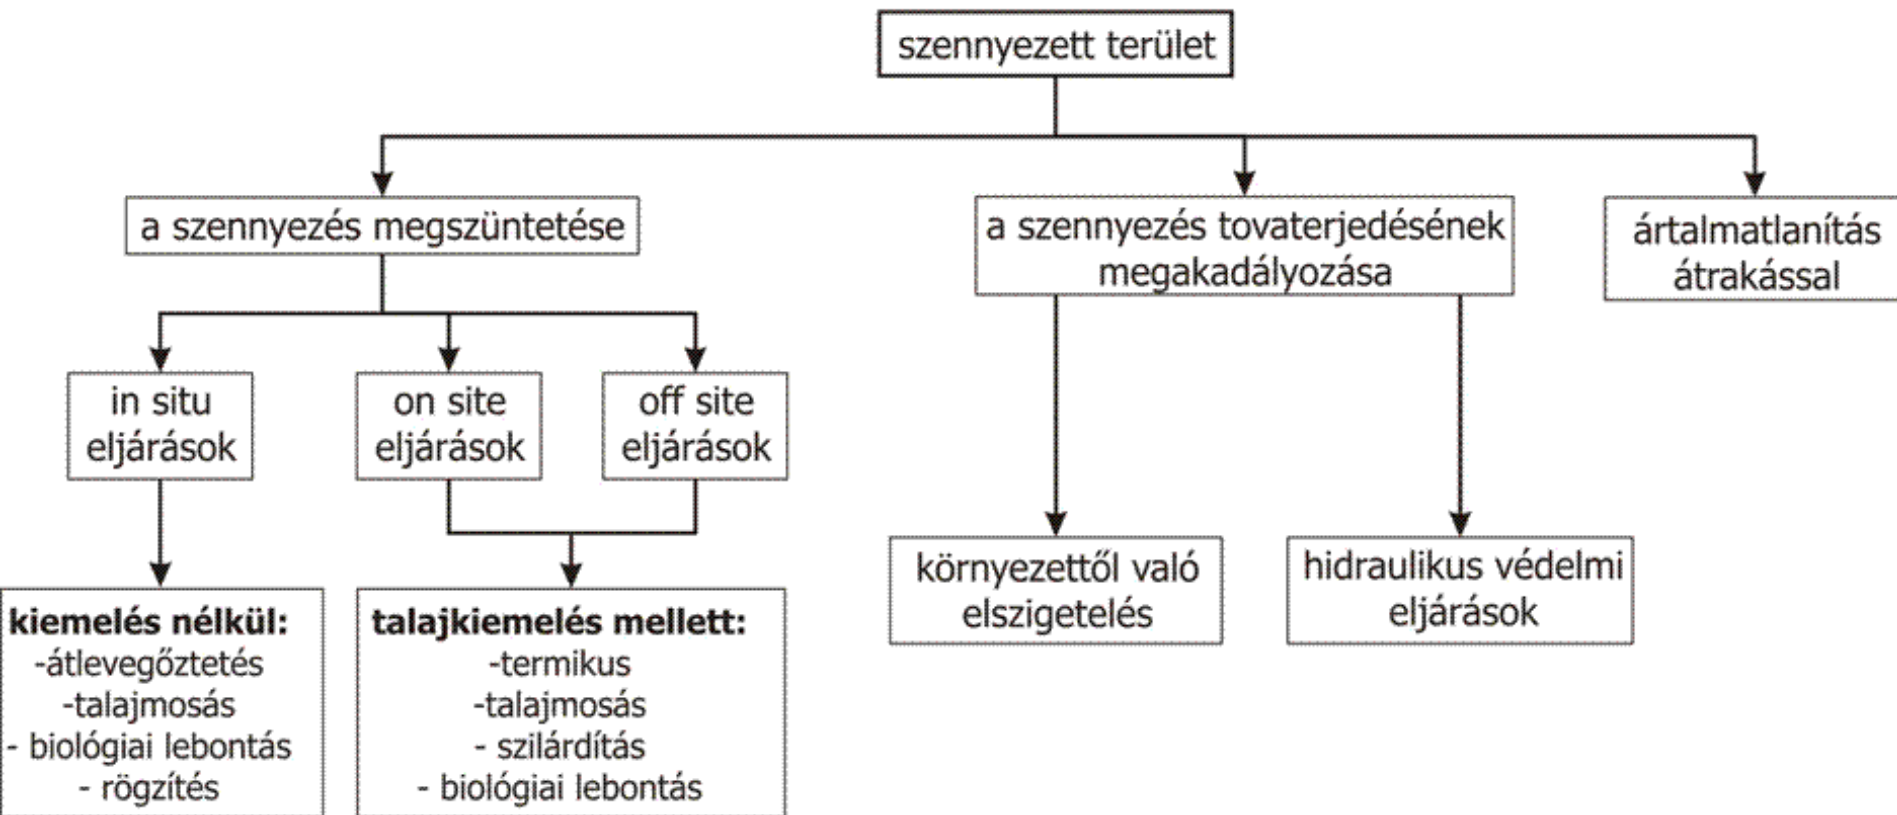 szennyezett terület
a szennyezés megszüntetése
a szennyezés tovaterjedésének
megakadályozása
ártalmatlanítás
átrakással
in situ
eljárások
on site
eljárások
off site
eljárások
környezettől való
elszigetelés
hidraulikus védelmi
eljárások
kiemelés nélkül:
-átlevegőztetés
-talajmosás
- biológiai lebontás
- rögzítés
talajkiemelés mellett:
-termikus
-talajmosás
- szilárdítás
- biológiai lebontás